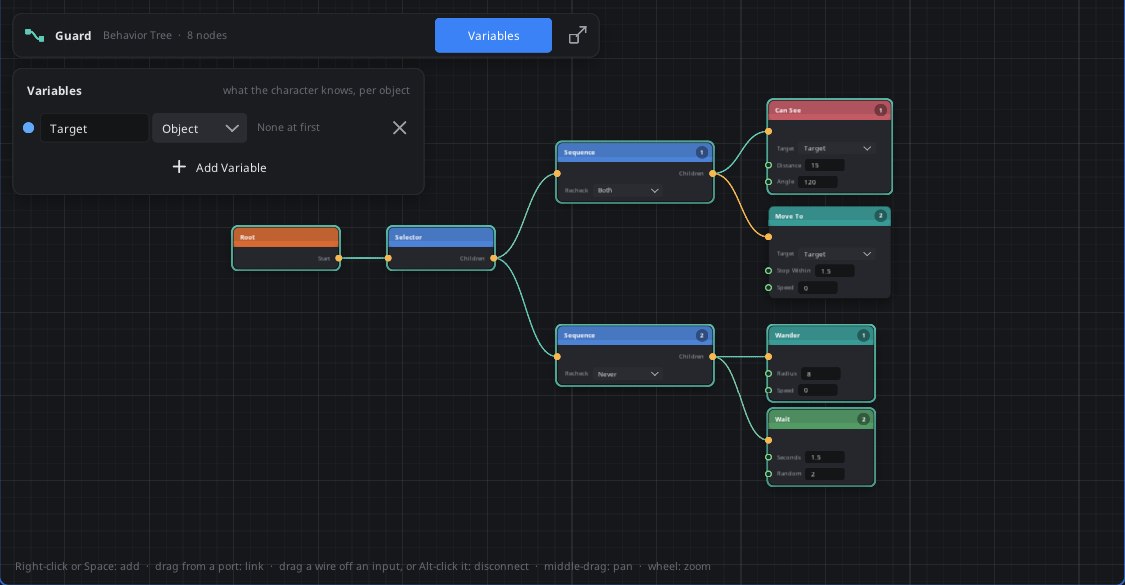 Guard Behavior Tree · 8 nodes Variables
Variables what the character knows, per object
Target Object None at first
Add Variable
Root
Start
Selector
Children
Sequence 1
Children
Recheck Both
Can See 1
Target Target
Distance 15
Angle 120
Move To 2
Target Target
Stop Within 1.5
Speed 0
Sequence 2
Children
Recheck Never
Wander 1
Radius 8
Speed 0
Wait 2
Seconds 1.5
Random 2
Right-click or Space: add · drag from a port: link · drag a wire off an input, or Alt-click it: disconnect · middle-drag: pan · wheel: zoom